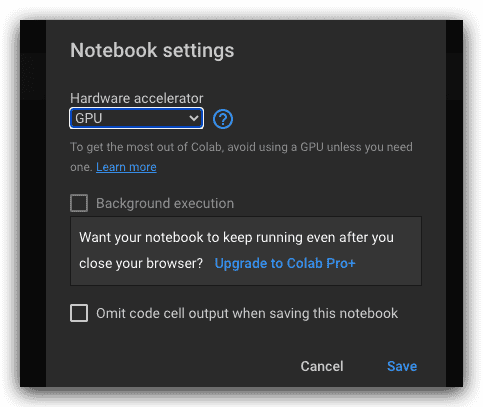 Notebook settings
Hardware accelerator
GPU
To get the most out of Colab, avoid using a GPU unless you need
one. Learn more
Background execution
Want your notebook to keep running even after you
close your browser? Upgrade to Colab Pro+
Omit code cell output when saving this notebook
Cancel Save